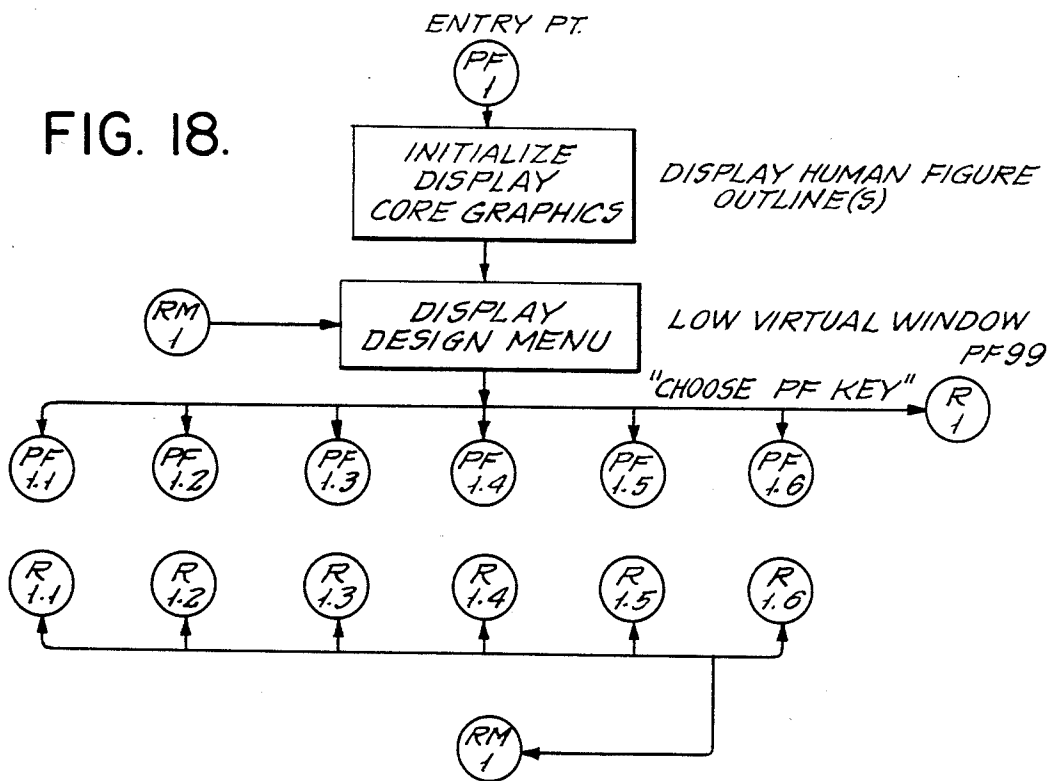 ENTRY PT.
PF
1
FIG. 18.
INITIALIZE
DISPLAY
CORE GRAPHICS
DISPLAY HUMAN FIGURE
OUTLINE(S)
RM
1
DISPLAY
DESIGN MENU
LOW VIRTUAL WINDOW
PF99
"CHOOSE PF KEY"
R
1
PF
1.1
PF
1.2
PF
1.3
PF
1.4
PF
1.5
PF
1.6
R
1.1
R
1.2
R
1.3
R
1.4
R
1.5
R
1.6
RM
1